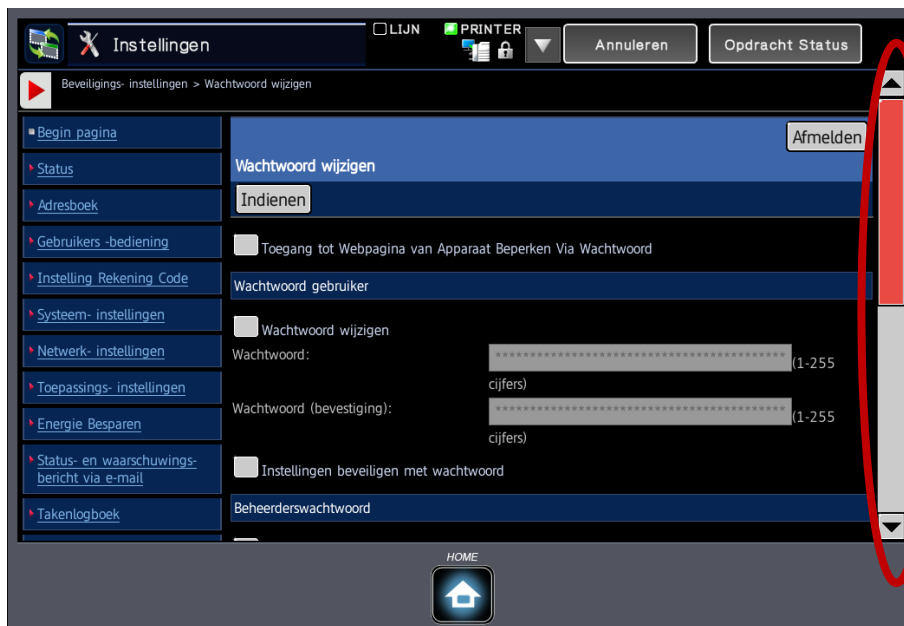 Instellingen
LIJN
PRINTER
Annuleren
Opdracht Status
Beveiligings- instellingen > Wachtwoord wijzigen
Begin pagina
Status
Adresboek
Gebruikers -bediening
Instelling Rekening Code
Systeem- instellingen
Netwerk- instellingen
Toepassings- instellingen
Energie Besparen
Status- en waarschuwings-
bericht via e-mail
Takenlogboek
Afmelden
Wachtwoord wijzigen
Indienen
Toegang tot Webpagina van Apparaat Beperken Via Wachtwoord
Wachtwoord gebruiker
Wachtwoord wijzigen
Wachtwoord: ****************************************** (1-255
cijfers)
Wachtwoord (bevestiging): ****************************************** (1-255
cijfers)
Instellingen beveiligen met wachtwoord
Beheerderswachtwoord
HOME